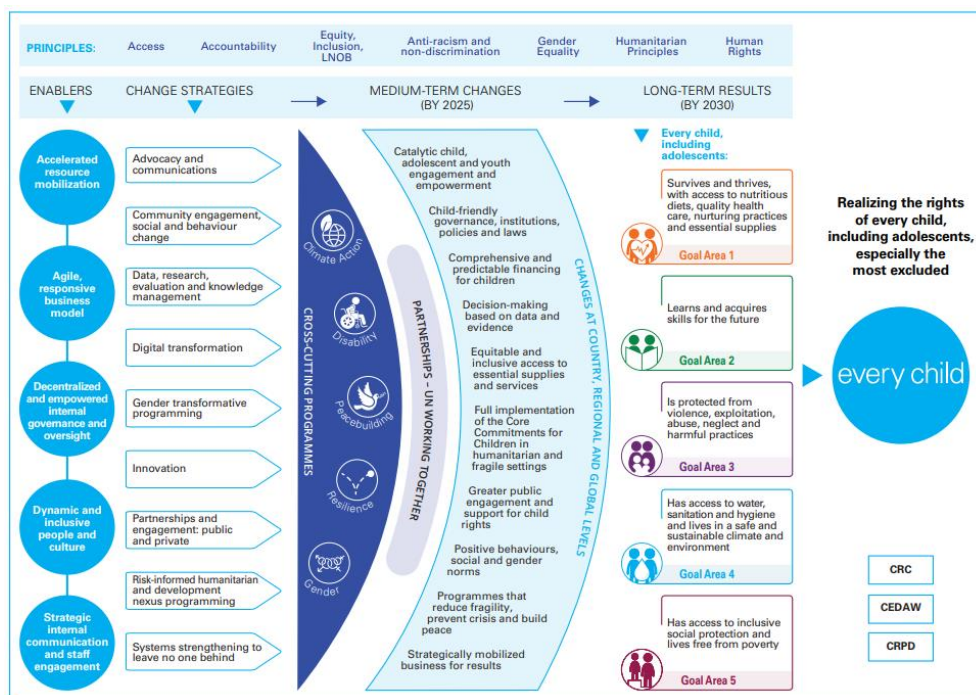 PRINCIPLES:
Access
Accountability
Equity,
Inclusion,
LNOB
Anti-racism and
non-discrimination
Gender
Equality
Humanitarian
Principles
Human
Rights
ENABLERS
CHANGE STRATEGIES
MEDIUM-TERM CHANGES
(BY 2025)
LONG-TERM RESULTS
(BY 2030)
Accelerated
resource
mobilization
Agile,
responsive
business
model
Decentralized
and empowered
internal
governance and
oversight
Dynamic and
inclusive
people and
culture
Strategic
internal
communication
and staff
engagement
Advocacy and
communications
Community engagement,
social and behaviour
change
Data, research,
evaluation and knowledge
management
Digital transformation
Gender transformative
programming
Innovation
Partnerships and
engagement: public
and private
Risk-informed humanitarian
and development
nexus programming
Systems strengthening to
leave no one behind
CROSS-CUTTING PROGRAMMES
Climate Action
Disability
Peacebuilding
Resilience
Gender
PARTNERSHIPS – UN WORKING TOGETHER
Catalytic child,
adolescent and youth
engagement and
empowerment
Child-friendly
governance, institutions,
policies and laws
Comprehensive and
predictable financing
for children
Decision-making
based on data and
evidence
Equitable and
inclusive access to
essential supplies
and services
Full implementation
of the Core
Commitments for
Children in
humanitarian and
fragile settings
Greater public
engagement and
support for child
rights
Positive behaviours,
social and gender
norms
Programmes that
reduce fragility,
prevent crisis and build
peace
Strategically mobilized
business for results
CHANGES AT COUNTRY, REGIONAL AND GLOBAL LEVELS
Every child,
including
adolescents:
Survives and thrives,
with access to nutritious
diets, quality health
care, nurturing practices
and essential supplies
Goal Area 1
Learns and acquires
skills for the future
Goal Area 2
Is protected from
violence, exploitation,
abuse, neglect and
harmful practices
Goal Area 3
Has access to water,
sanitation and hygiene
and lives in a safe and
sustainable climate and
environment
Goal Area 4
Has access to inclusive
social protection and
lives free from poverty
Goal Area 5
Realizing the rights
of every child,
including adolescents,
especially the
most excluded
every child
CRC
CEDAW
CRPD